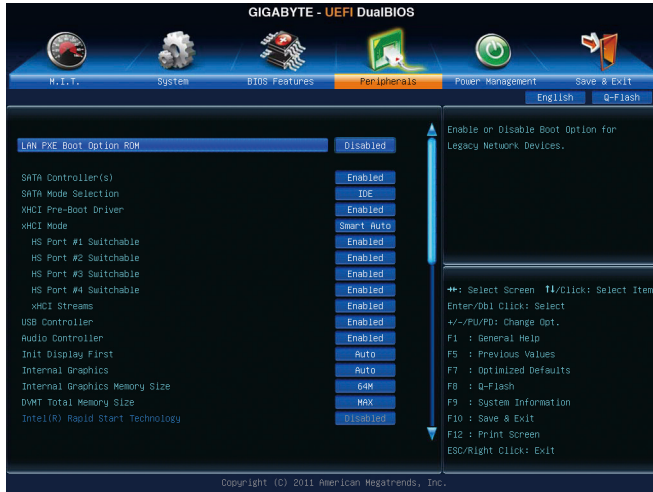 GIGABYTE - UEFI DualBIOS
M.I.T. System BIOS Features Peripherals Power Management Save & Exit
English Q-Flash
LAN PXE Boot Option ROM Disabled
SATA Controller(s) Enabled
SATA Mode Selection IDE
XHCI Pre-Boot Driver Enabled
xHCI Mode Smart Auto
HS Port #1 Switchable Enabled
HS Port #2 Switchable Enabled
HS Port #3 Switchable Enabled
HS Port #4 Switchable Enabled
xHCI Streams Enabled
USB Controller Enabled
Audio Controller Enabled
Init Display First Auto
Internal Graphics Auto
Internal Graphics Memory Size 64M
DVMT Total Memory Size MAX
Intel(R) Rapid Start Technology Disabled
Enable or Disable Boot Option for
Legacy Network Devices.
→←: Select Screen ↑↓/Click: Select Item
Enter/Dbl Click: Select
+/-/PU/PD: Change Opt.
F1 : General Help
F5 : Previous Values
F7 : Optimized Defaults
F8 : Q-Flash
F9 : System Information
F10 : Save & Exit
F12 : Print Screen
ESC/Right Click: Exit
Copyright (C) 2011 American Megatrends, Inc.